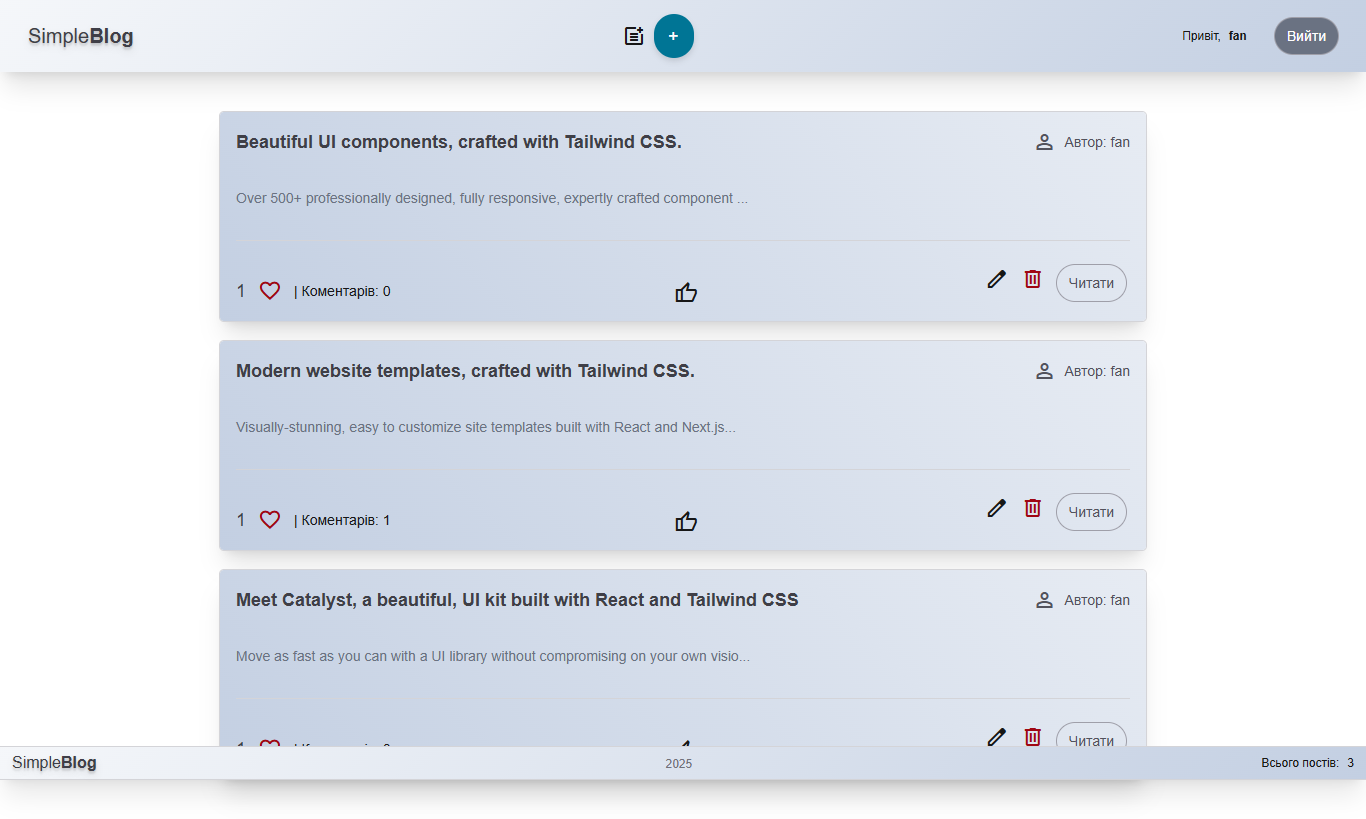 SimpleBlog
+
Привіт, fan
Вийти
Beautiful UI components, crafted with Tailwind CSS.
Автор: fan
Over 500+ professionally designed, fully responsive, expertly crafted component ...
1 | Коментарів: 0
Читати
Modern website templates, crafted with Tailwind CSS.
Автор: fan
Visually-stunning, easy to customize site templates built with React and Next.js...
1 | Коментарів: 1
Читати
Meet Catalyst, a beautiful, UI kit built with React and Tailwind CSS
Автор: fan
Move as fast as you can with a UI library without compromising on your own visio...
Читати
SimpleBlog
2025
Всього постів: 3